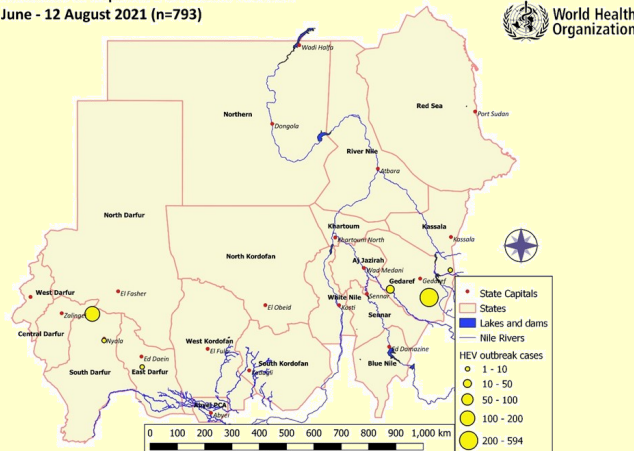 June - 12 August 2021 (n=793)
World Health
Organization
Wadi Halfa
Red Sea
Port Sudan
Northern
Dongola
River Nile
Atbara
North Darfur
Khartoum
Kassala
Khartoum North
Kassala
North Kordofan
Aj Jazirah
Wad Medani
Gedaref
Gedaref
West Darfur
El Fasher
White Nile
Sennar
Zalingei
El Obeid
Kosti
Sennar
Central Darfur
Nyala
West Kordofan
El Fula
Ed Damazine
Ed Daein
South Kordofan
Blue Nile
South Darfur
East Darfur
Kadugli
Abyei PCA
Abyei
State Capitals
States
Lakes and dams
Nile Rivers
HEV outbreak cases
1 - 10
10 - 50
50 - 100
100 - 200
200 - 594
0 100 200 300 400 500 600 700 800 900 1,000 km